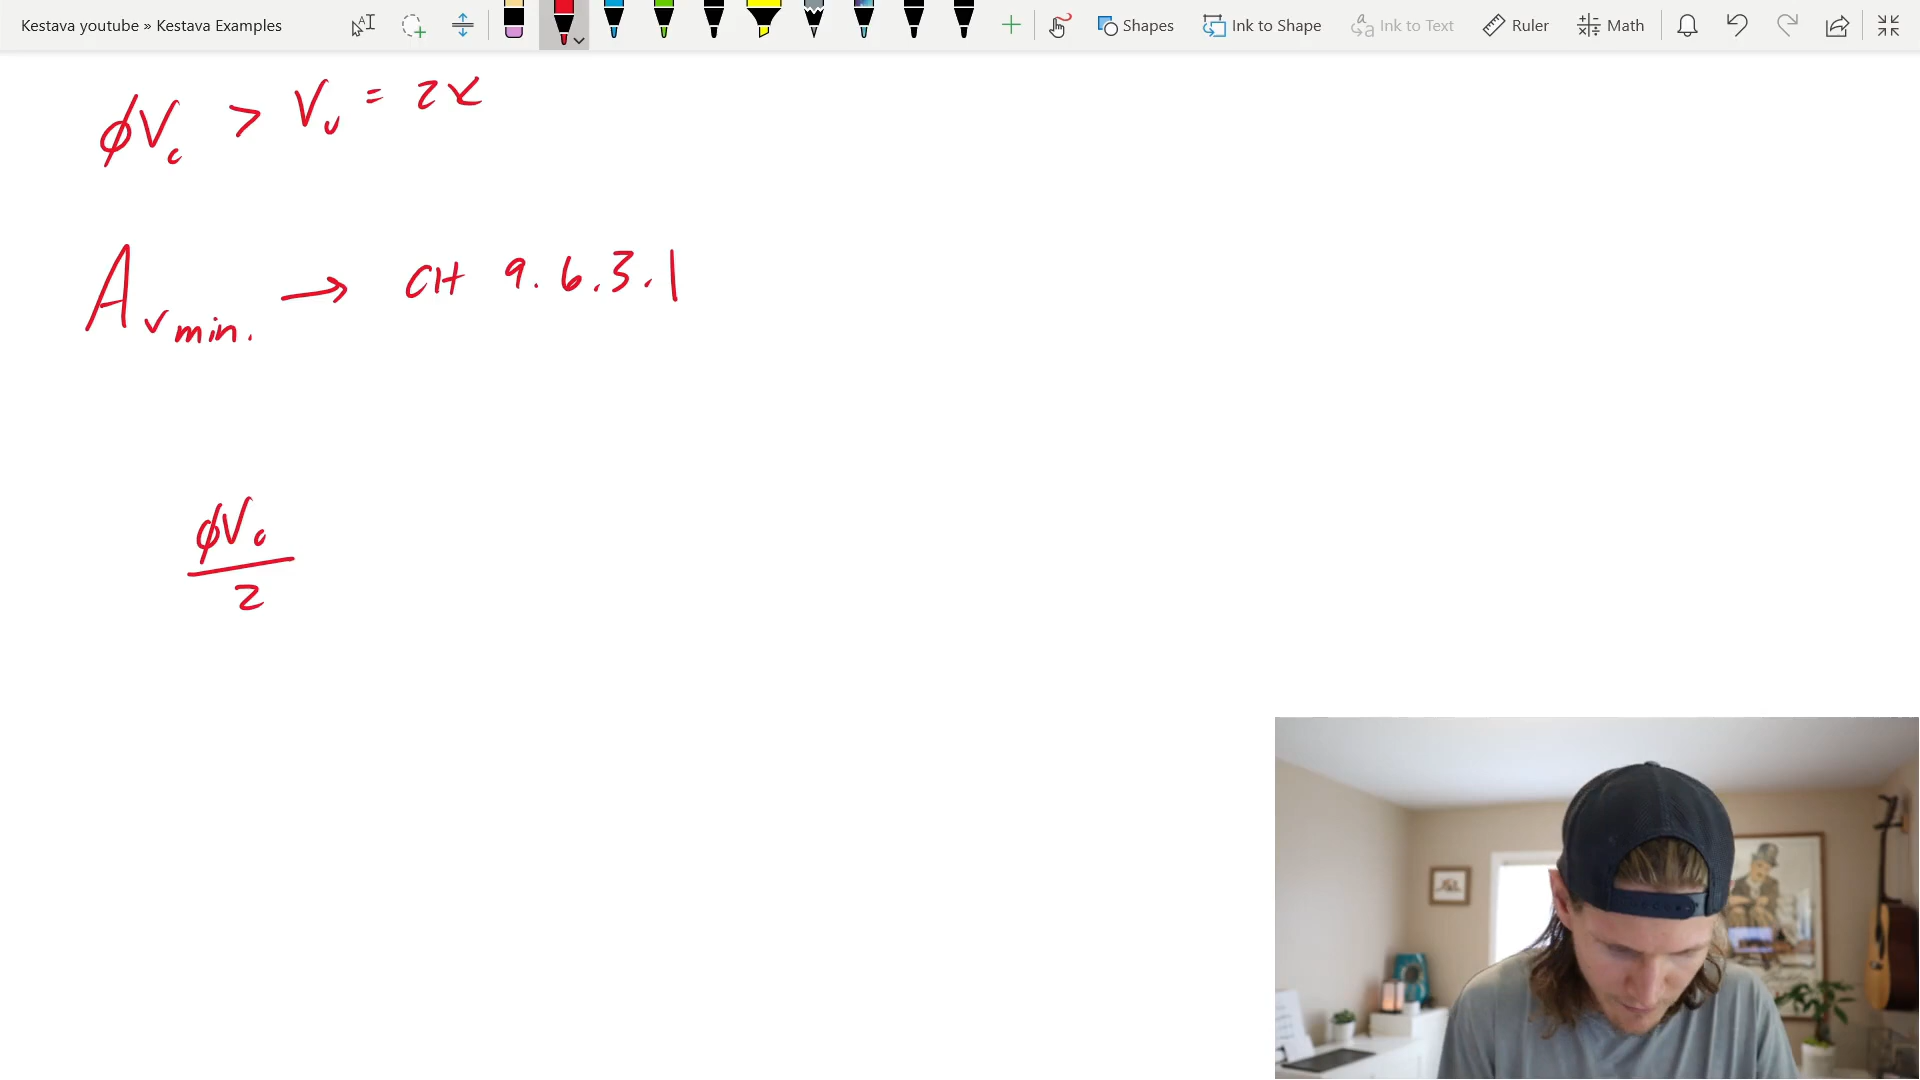 Kestava youtube » Kestava Examples
Shapes
Ink to Shape
Ink to Text
Ruler
Math
ϕV_c > V_u = 2K
A_v min. → CH 9.6.3.1
ϕV_c
2